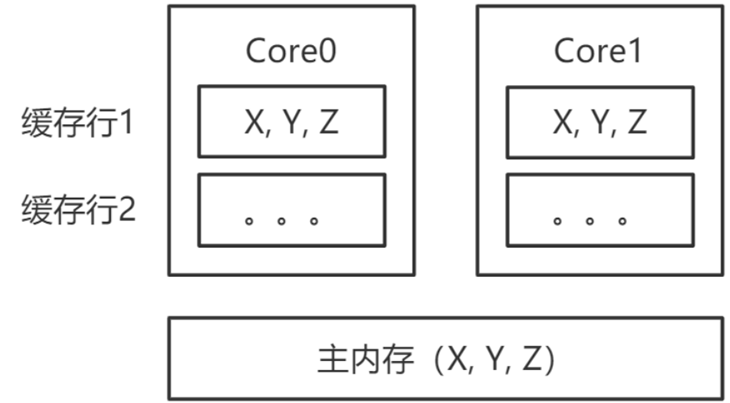 Core0 Core1
缓存行1 X, Y, Z X, Y, Z
缓存行2 。。。 。。。
主内存（X, Y, Z）